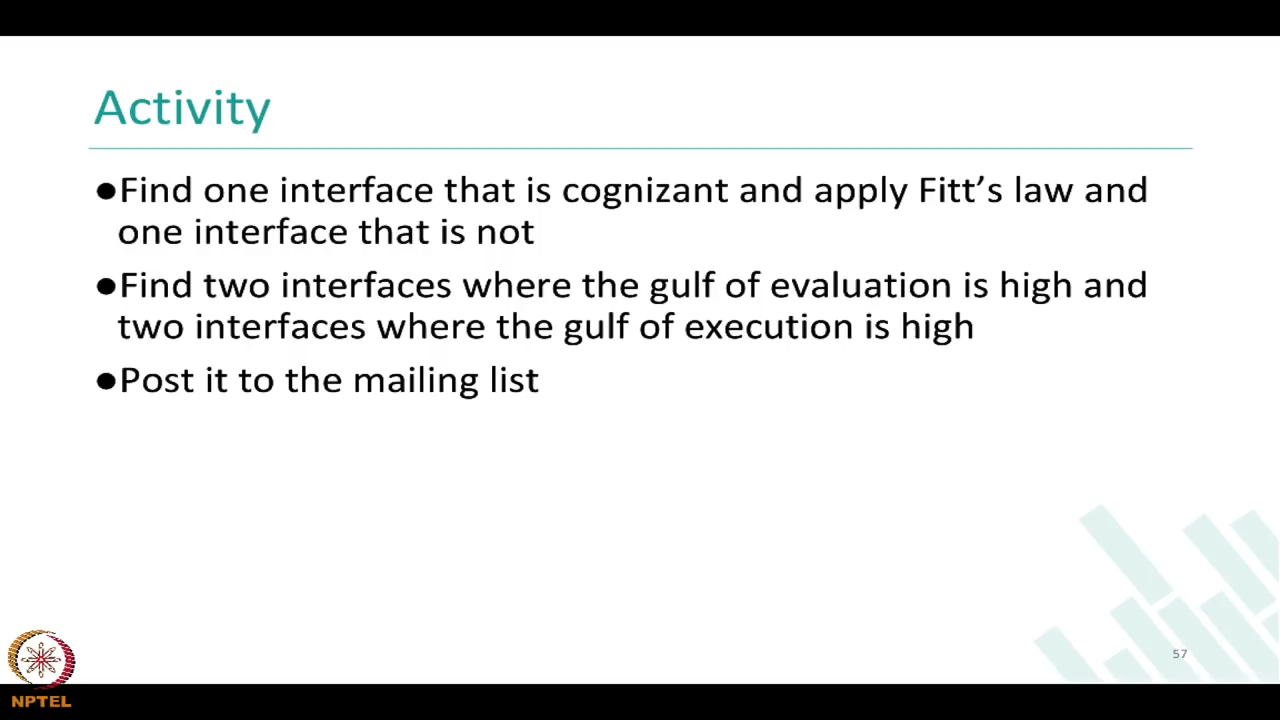 Activity
●Find one interface that is cognizant and apply Fitt’s law and
one interface that is not
●Find two interfaces where the gulf of evaluation is high and
two interfaces where the gulf of execution is high
●Post it to the mailing list
57
NPTEL